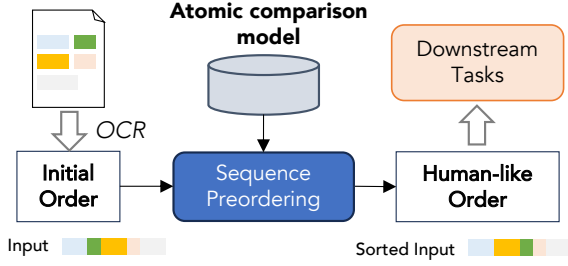 Atomic comparison
model
OCR
Downstream
Tasks
Initial
Order
Sequence
Preordering
Human-like
Order
Input
Sorted Input